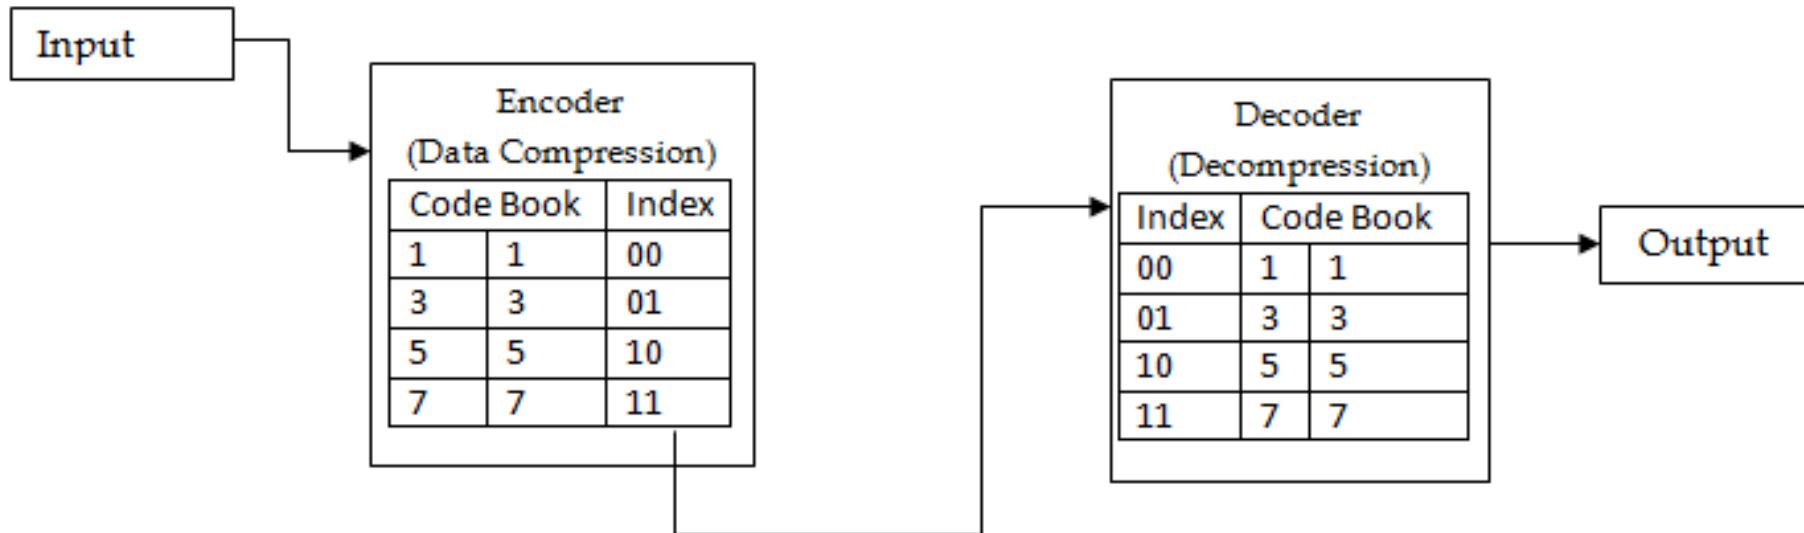 Input
Encoder
(Data Compression)
Code Book Index
1 1 00
3 3 01
5 5 10
7 7 11
Decoder
(Decompression)
Index Code Book
00 1 1
01 3 3
10 5 5
11 7 7
Output